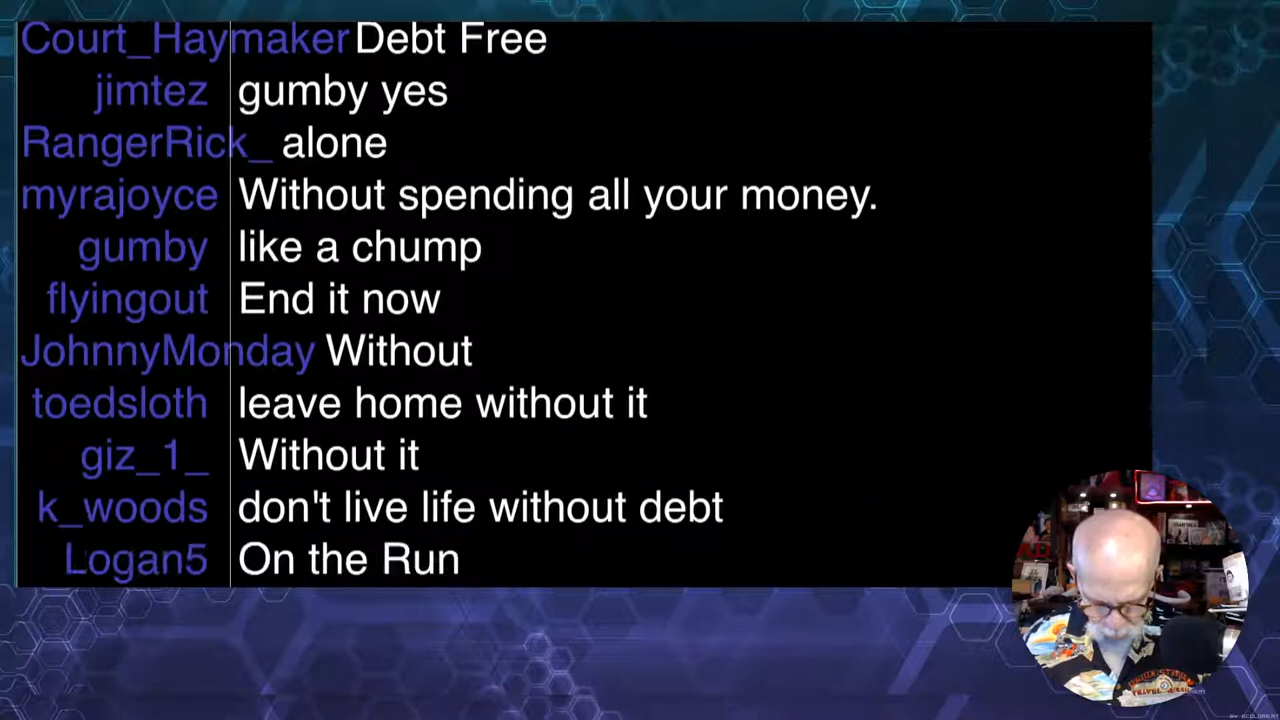 Court_Haymaker Debt Free
jimtez gumby yes
RangerRick_ alone
myrajoyce Without spending all your money.
gumby like a chump
flyingout End it now
JohnnyMonday Without
toedsloth leave home without it
giz_1_ Without it
k_woods don't live life without debt
Logan5 On the Run